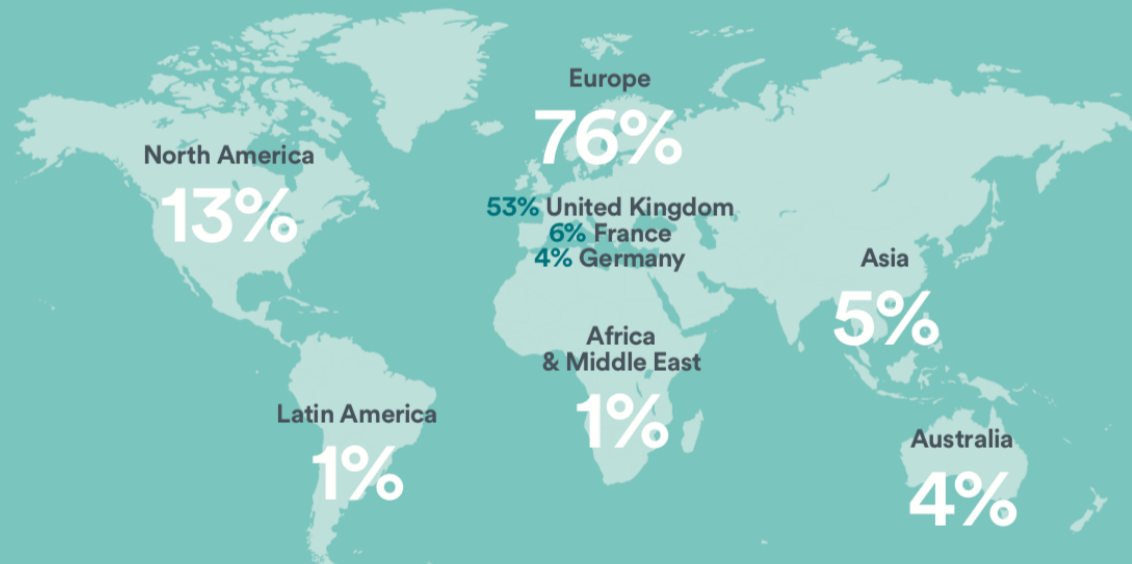 Europe
76%
53% United Kingdom
6% France
4% Germany
North America
13%
Asia
5%
Africa
& Middle East
1%
Latin America
1%
Australia
4%